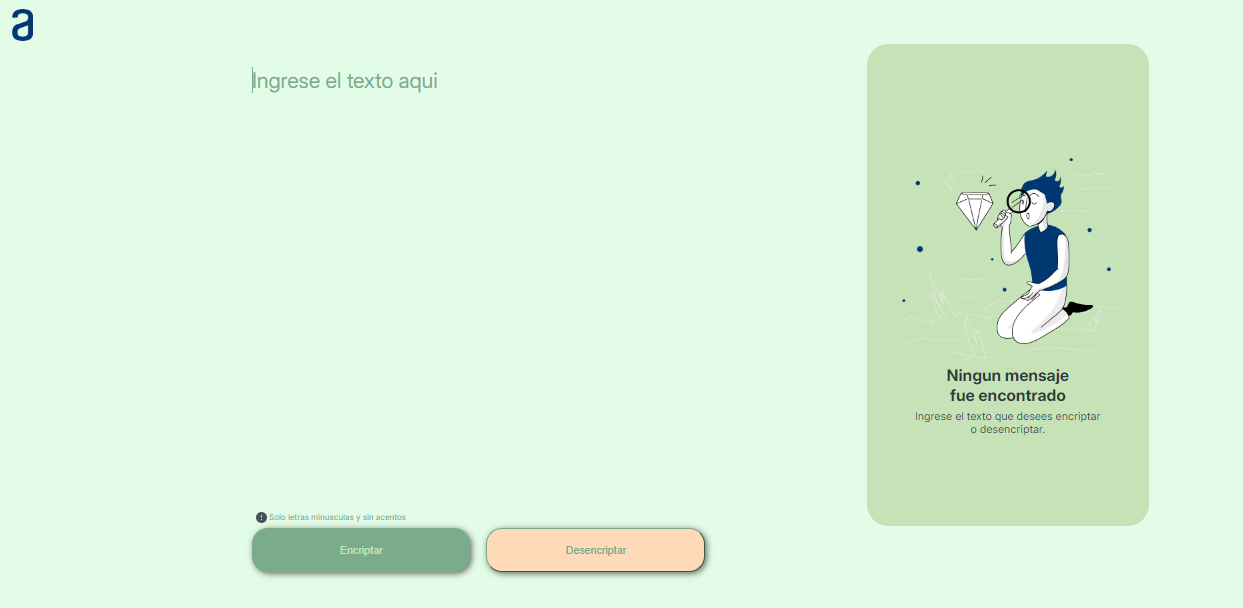 a
Ingrese el texto aqui
Ningun mensaje
fue encontrado
Ingrese el texto que desees encriptar
o desencriptar.
Solo letras minusculas y sin acentos
Encriptar
Desencriptar